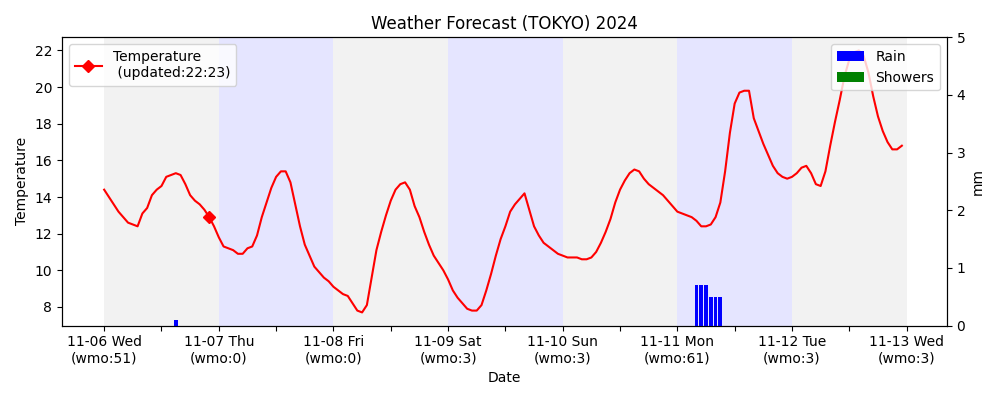 Weather Forecast (TOKYO) 2024
Temperature
(updated:22:23)
Rain
Showers
Temperature
22
20
18
16
14
12
10
8
5
4
3
2
1
0
mm
11-06 Wed
(wmo:51)
11-07 Thu
(wmo:0)
11-08 Fri
(wmo:0)
11-09 Sat
(wmo:3)
11-10 Sun
(wmo:3)
11-11 Mon
(wmo:61)
11-12 Tue
(wmo:3)
11-13 Wed
(wmo:3)
Date